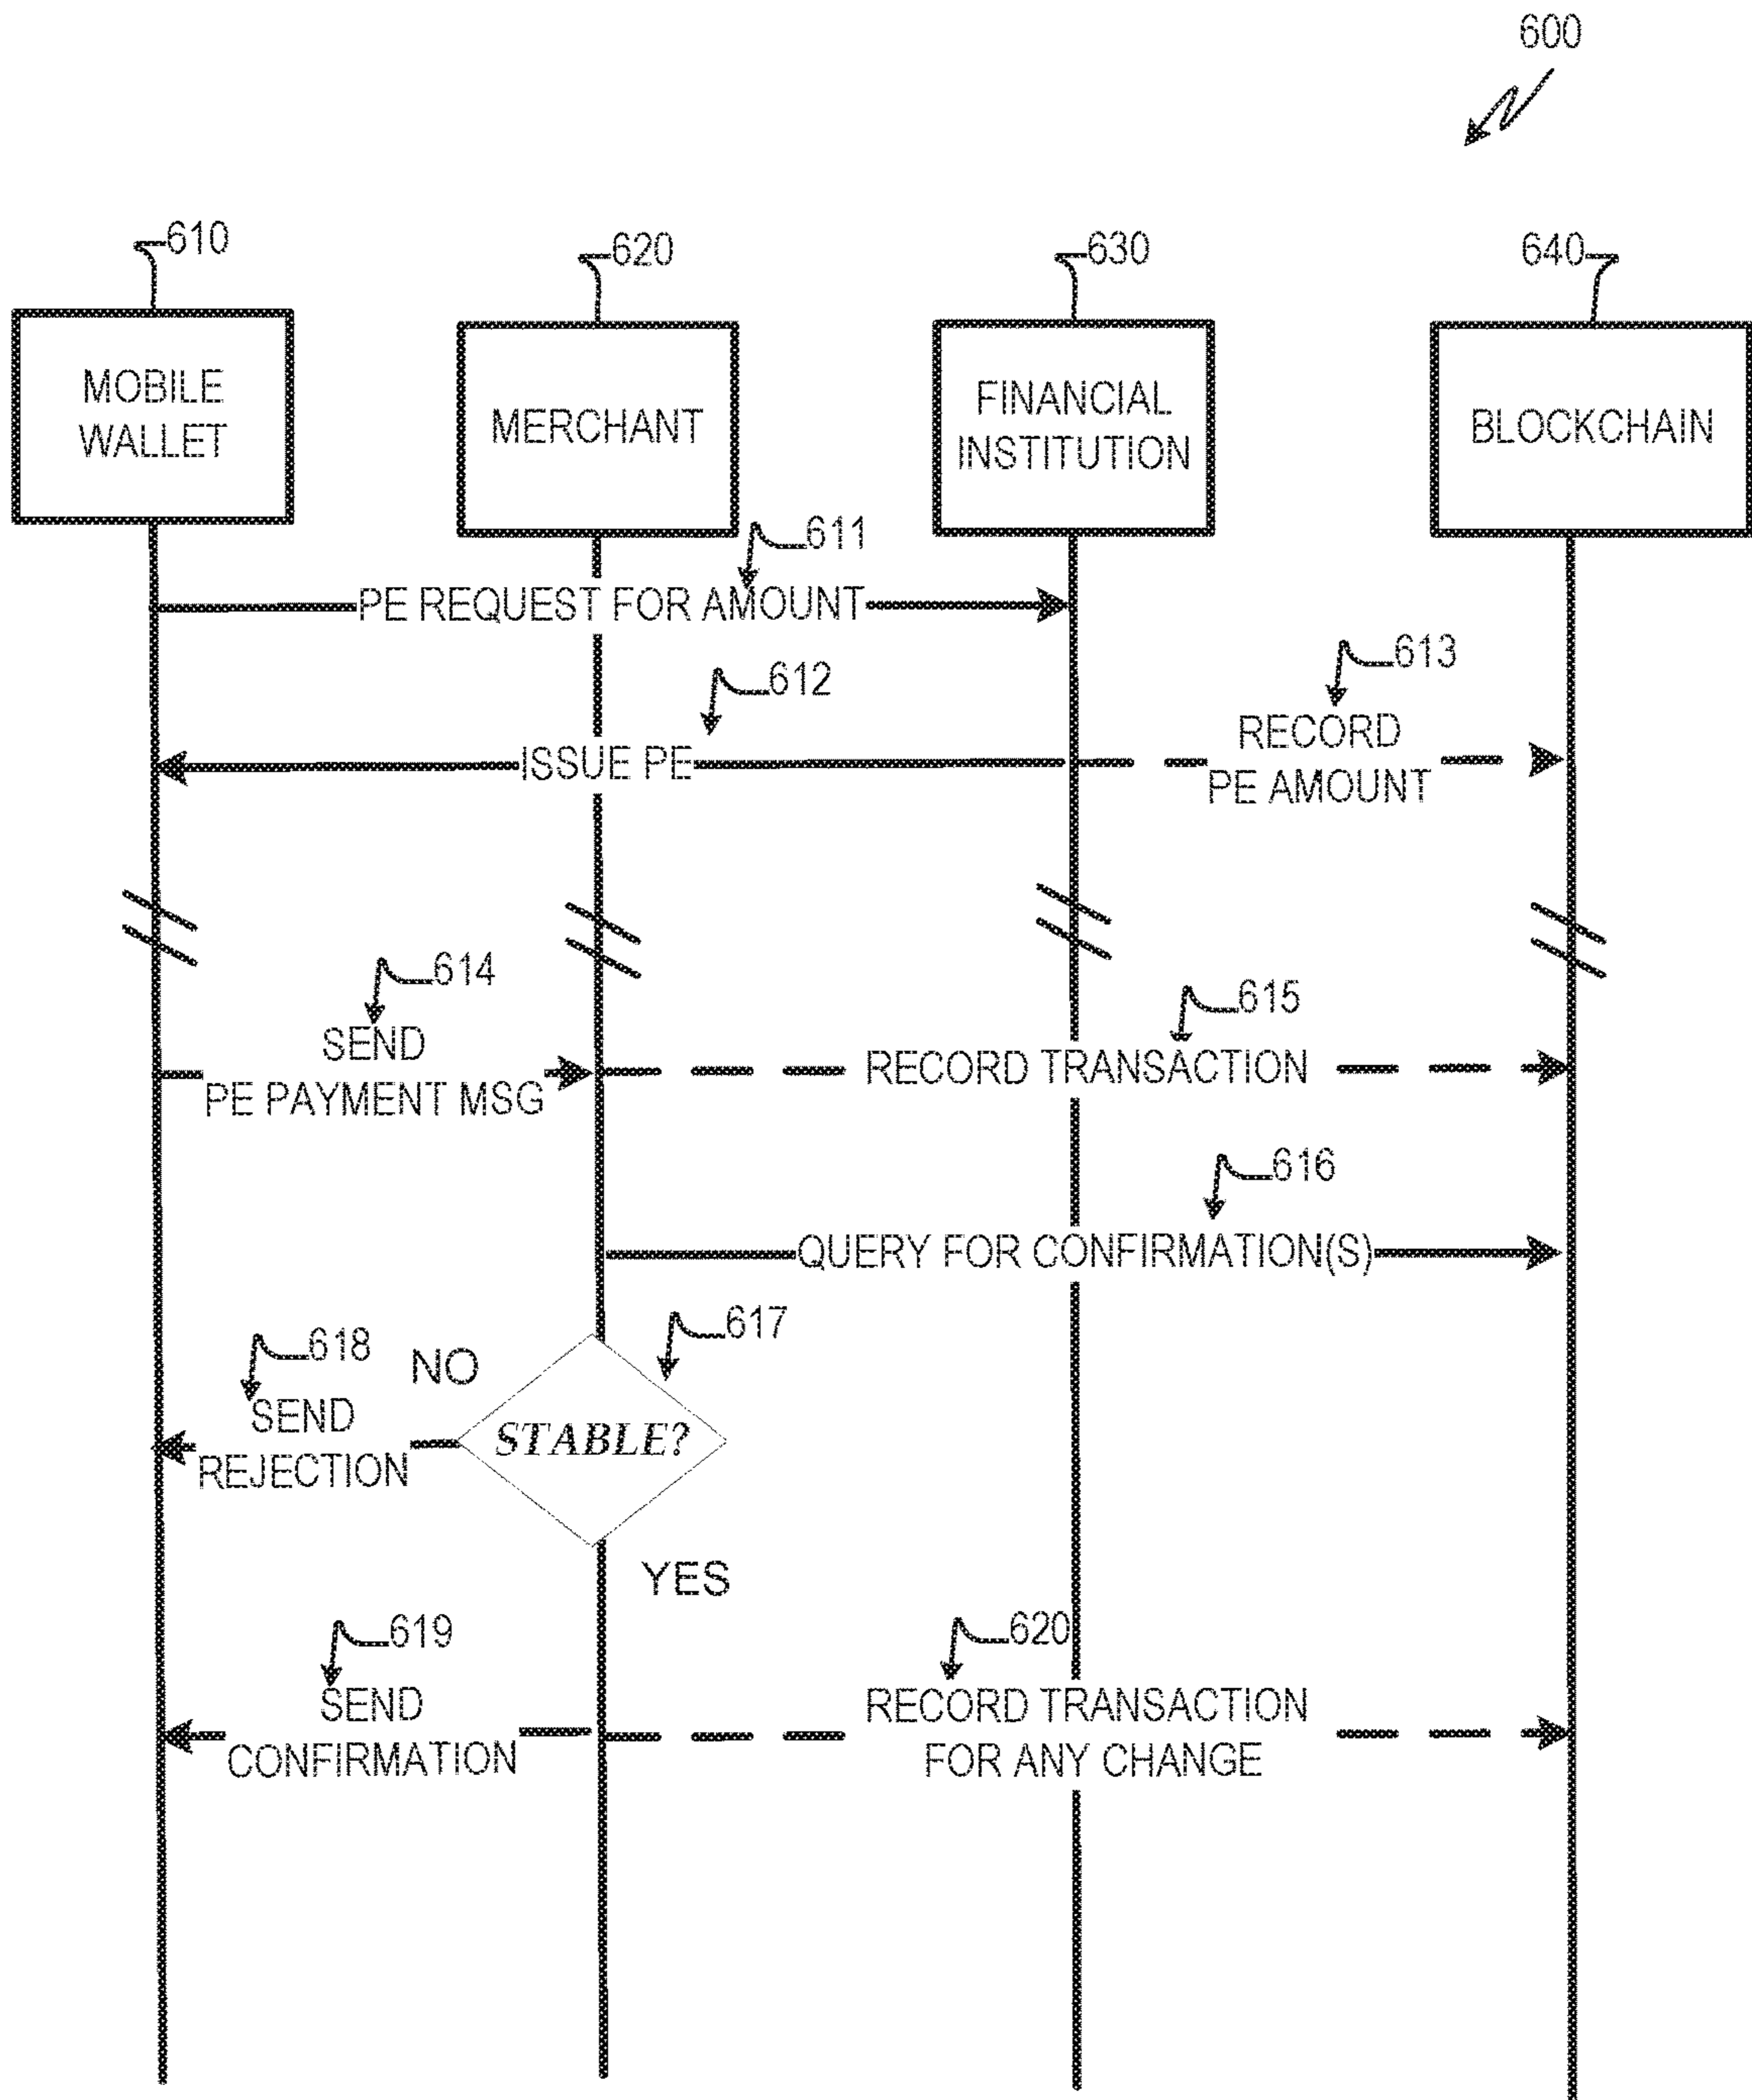 600
610
620
630
640
MOBILE
WALLET
MERCHANT
FINANCIAL
INSTITUTION
BLOCKCHAIN
611
PE REQUEST FOR AMOUNT
612
613
ISSUE PE
RECORD
PE AMOUNT
614
615
SEND
PE PAYMENT MSG
RECORD TRANSACTION
616
QUERY FOR CONFIRMATION(S)
617
618
NO
SEND
REJECTION
STABLE?
YES
619
620
SEND
CONFIRMATION
RECORD TRANSACTION
FOR ANY CHANGE